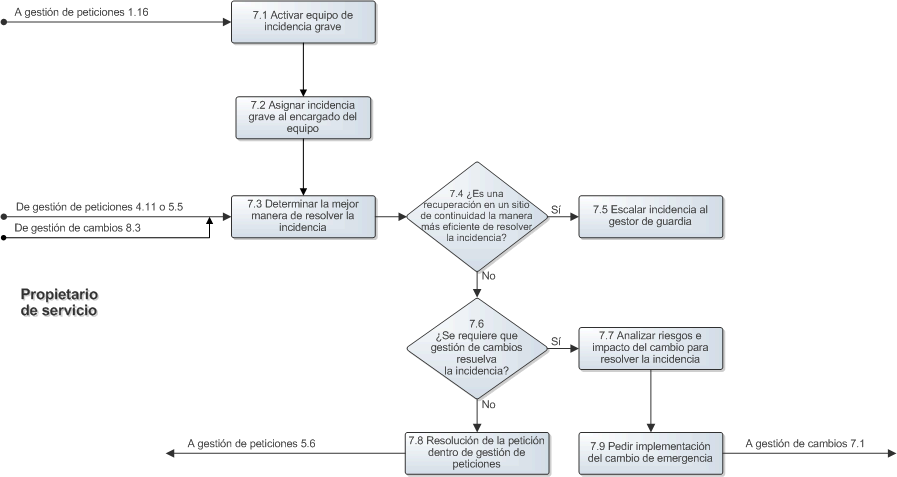 A gestión de peticiones 1.16
7.1 Activar equipo de
incidencia grave
7.2 Asignar incidencia
grave al encargado del
equipo
De gestión de peticiones 4.11 o 5.5
De gestión de cambios 8.3
7.3 Determinar la mejor
manera de resolver la
incidencia
7.4 ¿Es una
recuperación en un sitio
de continuidad la manera
más eficiente de resolver
la incidencia?
Sí
7.5 Escalar incidencia al
gestor de guardia
No
Propietario
de servicio
7.6
¿Se requiere que
gestión de cambios
resuelva
la incidencia?
Sí
7.7 Analizar riesgos e
impacto del cambio para
resolver la incidencia
No
A gestión de peticiones 5.6
7.8 Resolución de la petición
dentro de gestión de
peticiones
7.9 Pedir implementación
del cambio de emergencia
A gestión de cambios 7.1